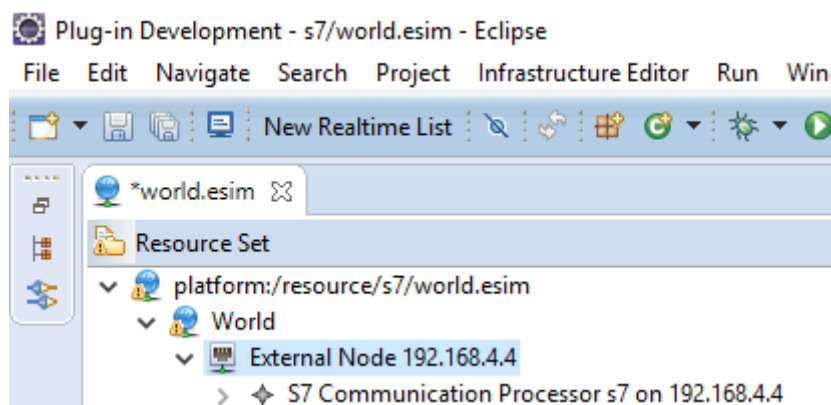 Plug-in Development - s7/world.esim - Eclipse
File Edit Navigate Search Project Infrastructure Editor Run Win
New Realtime List
*world.esim
Resource Set
platform:/resource/s7/world.esim
World
External Node 192.168.4.4
S7 Communication Processor s7 on 192.168.4.4